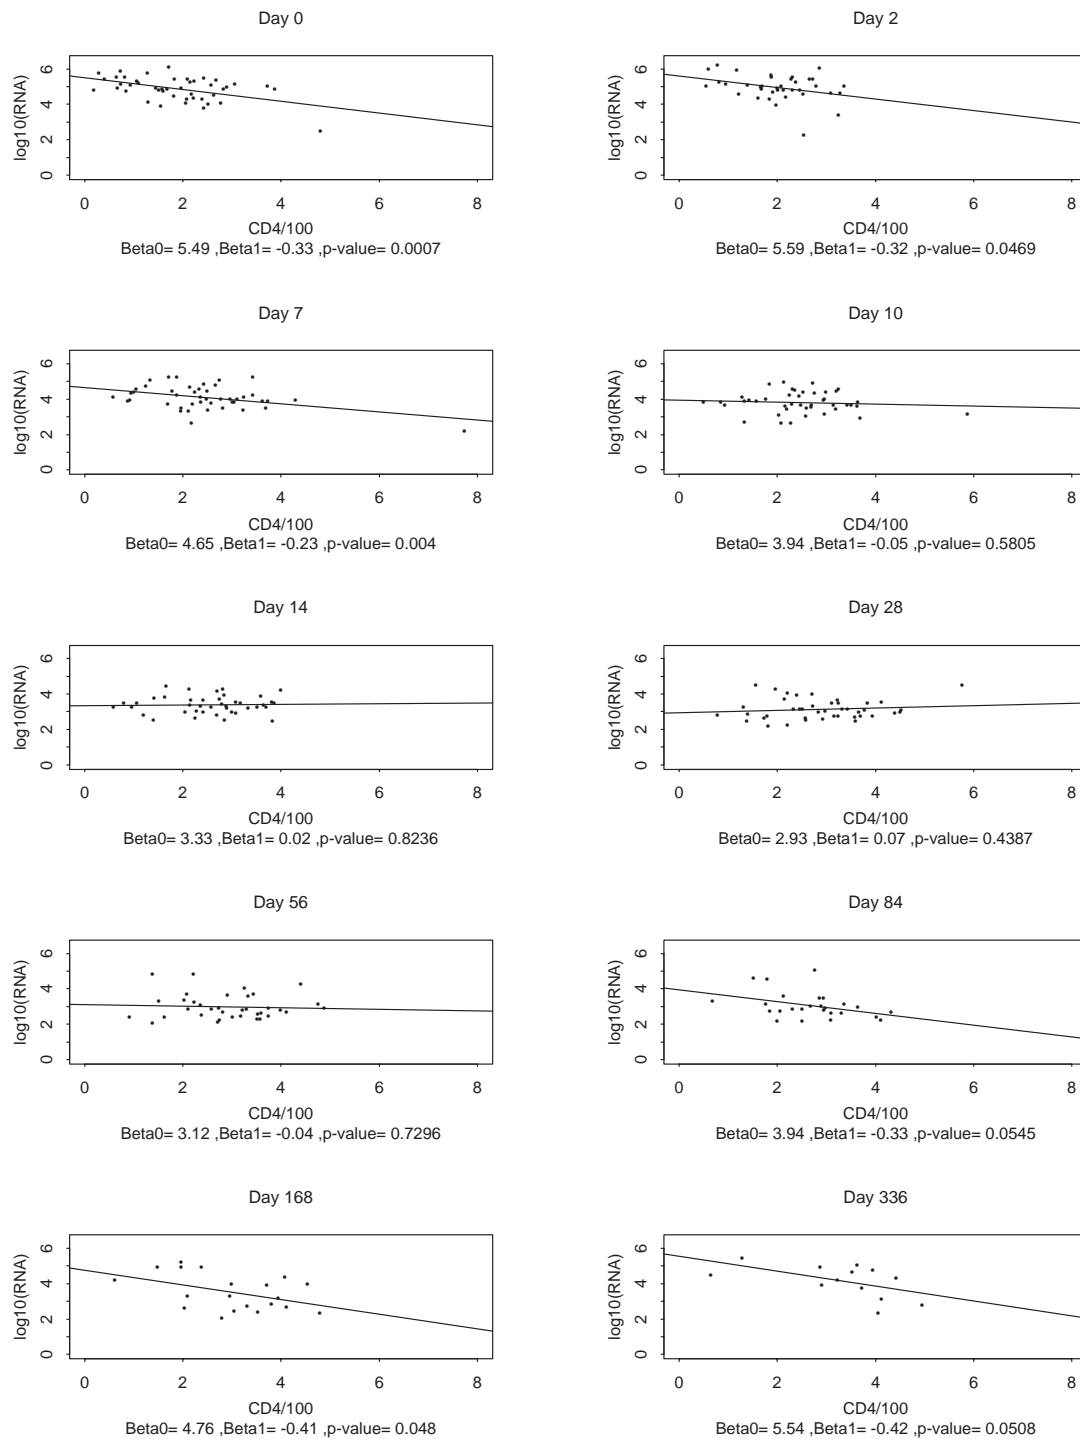 Day 0
log10(RNA)
0 2 4 6
0 2 4 6 8
CD4/100
Beta0= 5.49 ,Beta1= -0.33 ,p-value= 0.0007
Day 2
log10(RNA)
0 2 4 6
0 2 4 6 8
CD4/100
Beta0= 5.59 ,Beta1= -0.32 ,p-value= 0.0469
Day 7
log10(RNA)
0 2 4 6
0 2 4 6 8
CD4/100
Beta0= 4.65 ,Beta1= -0.23 ,p-value= 0.004
Day 10
log10(RNA)
0 2 4 6
0 2 4 6 8
CD4/100
Beta0= 3.94 ,Beta1= -0.05 ,p-value= 0.5805
Day 14
log10(RNA)
0 2 4 6
0 2 4 6 8
CD4/100
Beta0= 3.33 ,Beta1= 0.02 ,p-value= 0.8236
Day 28
log10(RNA)
0 2 4 6
0 2 4 6 8
CD4/100
Beta0= 2.93 ,Beta1= 0.07 ,p-value= 0.4387
Day 56
log10(RNA)
0 2 4 6
0 2 4 6 8
CD4/100
Beta0= 3.12 ,Beta1= -0.04 ,p-value= 0.7296
Day 84
log10(RNA)
0 2 4 6
0 2 4 6 8
CD4/100
Beta0= 3.94 ,Beta1= -0.33 ,p-value= 0.0545
Day 168
log10(RNA)
0 2 4 6
0 2 4 6 8
CD4/100
Beta0= 4.76 ,Beta1= -0.41 ,p-value= 0.048
Day 336
log10(RNA)
0 2 4 6
0 2 4 6 8
CD4/100
Beta0= 5.54 ,Beta1= -0.42 ,p-value= 0.0508